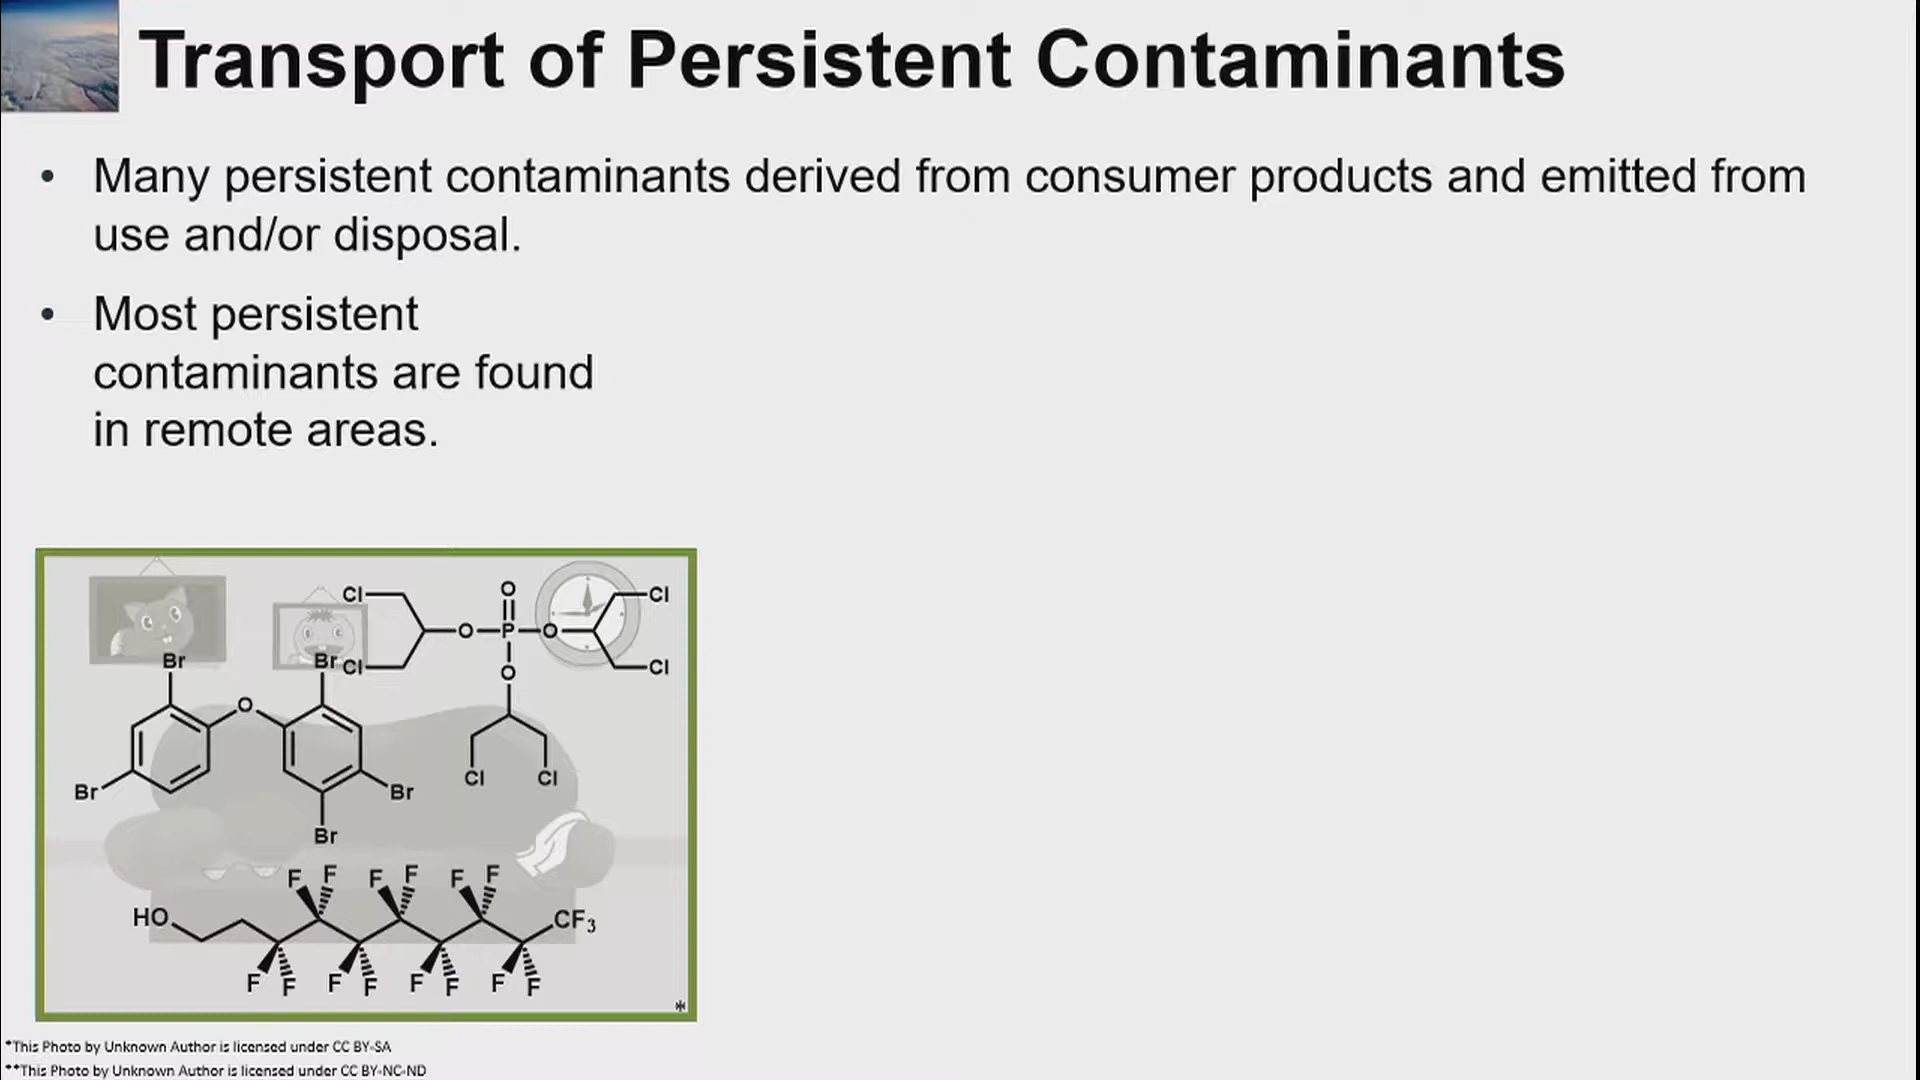 Transport of Persistent Contaminants
• Many persistent contaminants derived from consumer products and emitted from
use and/or disposal.
• Most persistent
contaminants are found
in remote areas.
Cl O Cl
O P O
Br Br Cl Cl
O
O
Cl Cl
Br Br
Br
F F F F F F
HO CF3
F F F F F F F F
*
*This Photo by Unknown Author is licensed under CC BY-SA
**This Photo by Unknown Author is licensed under CC BY-NC-ND